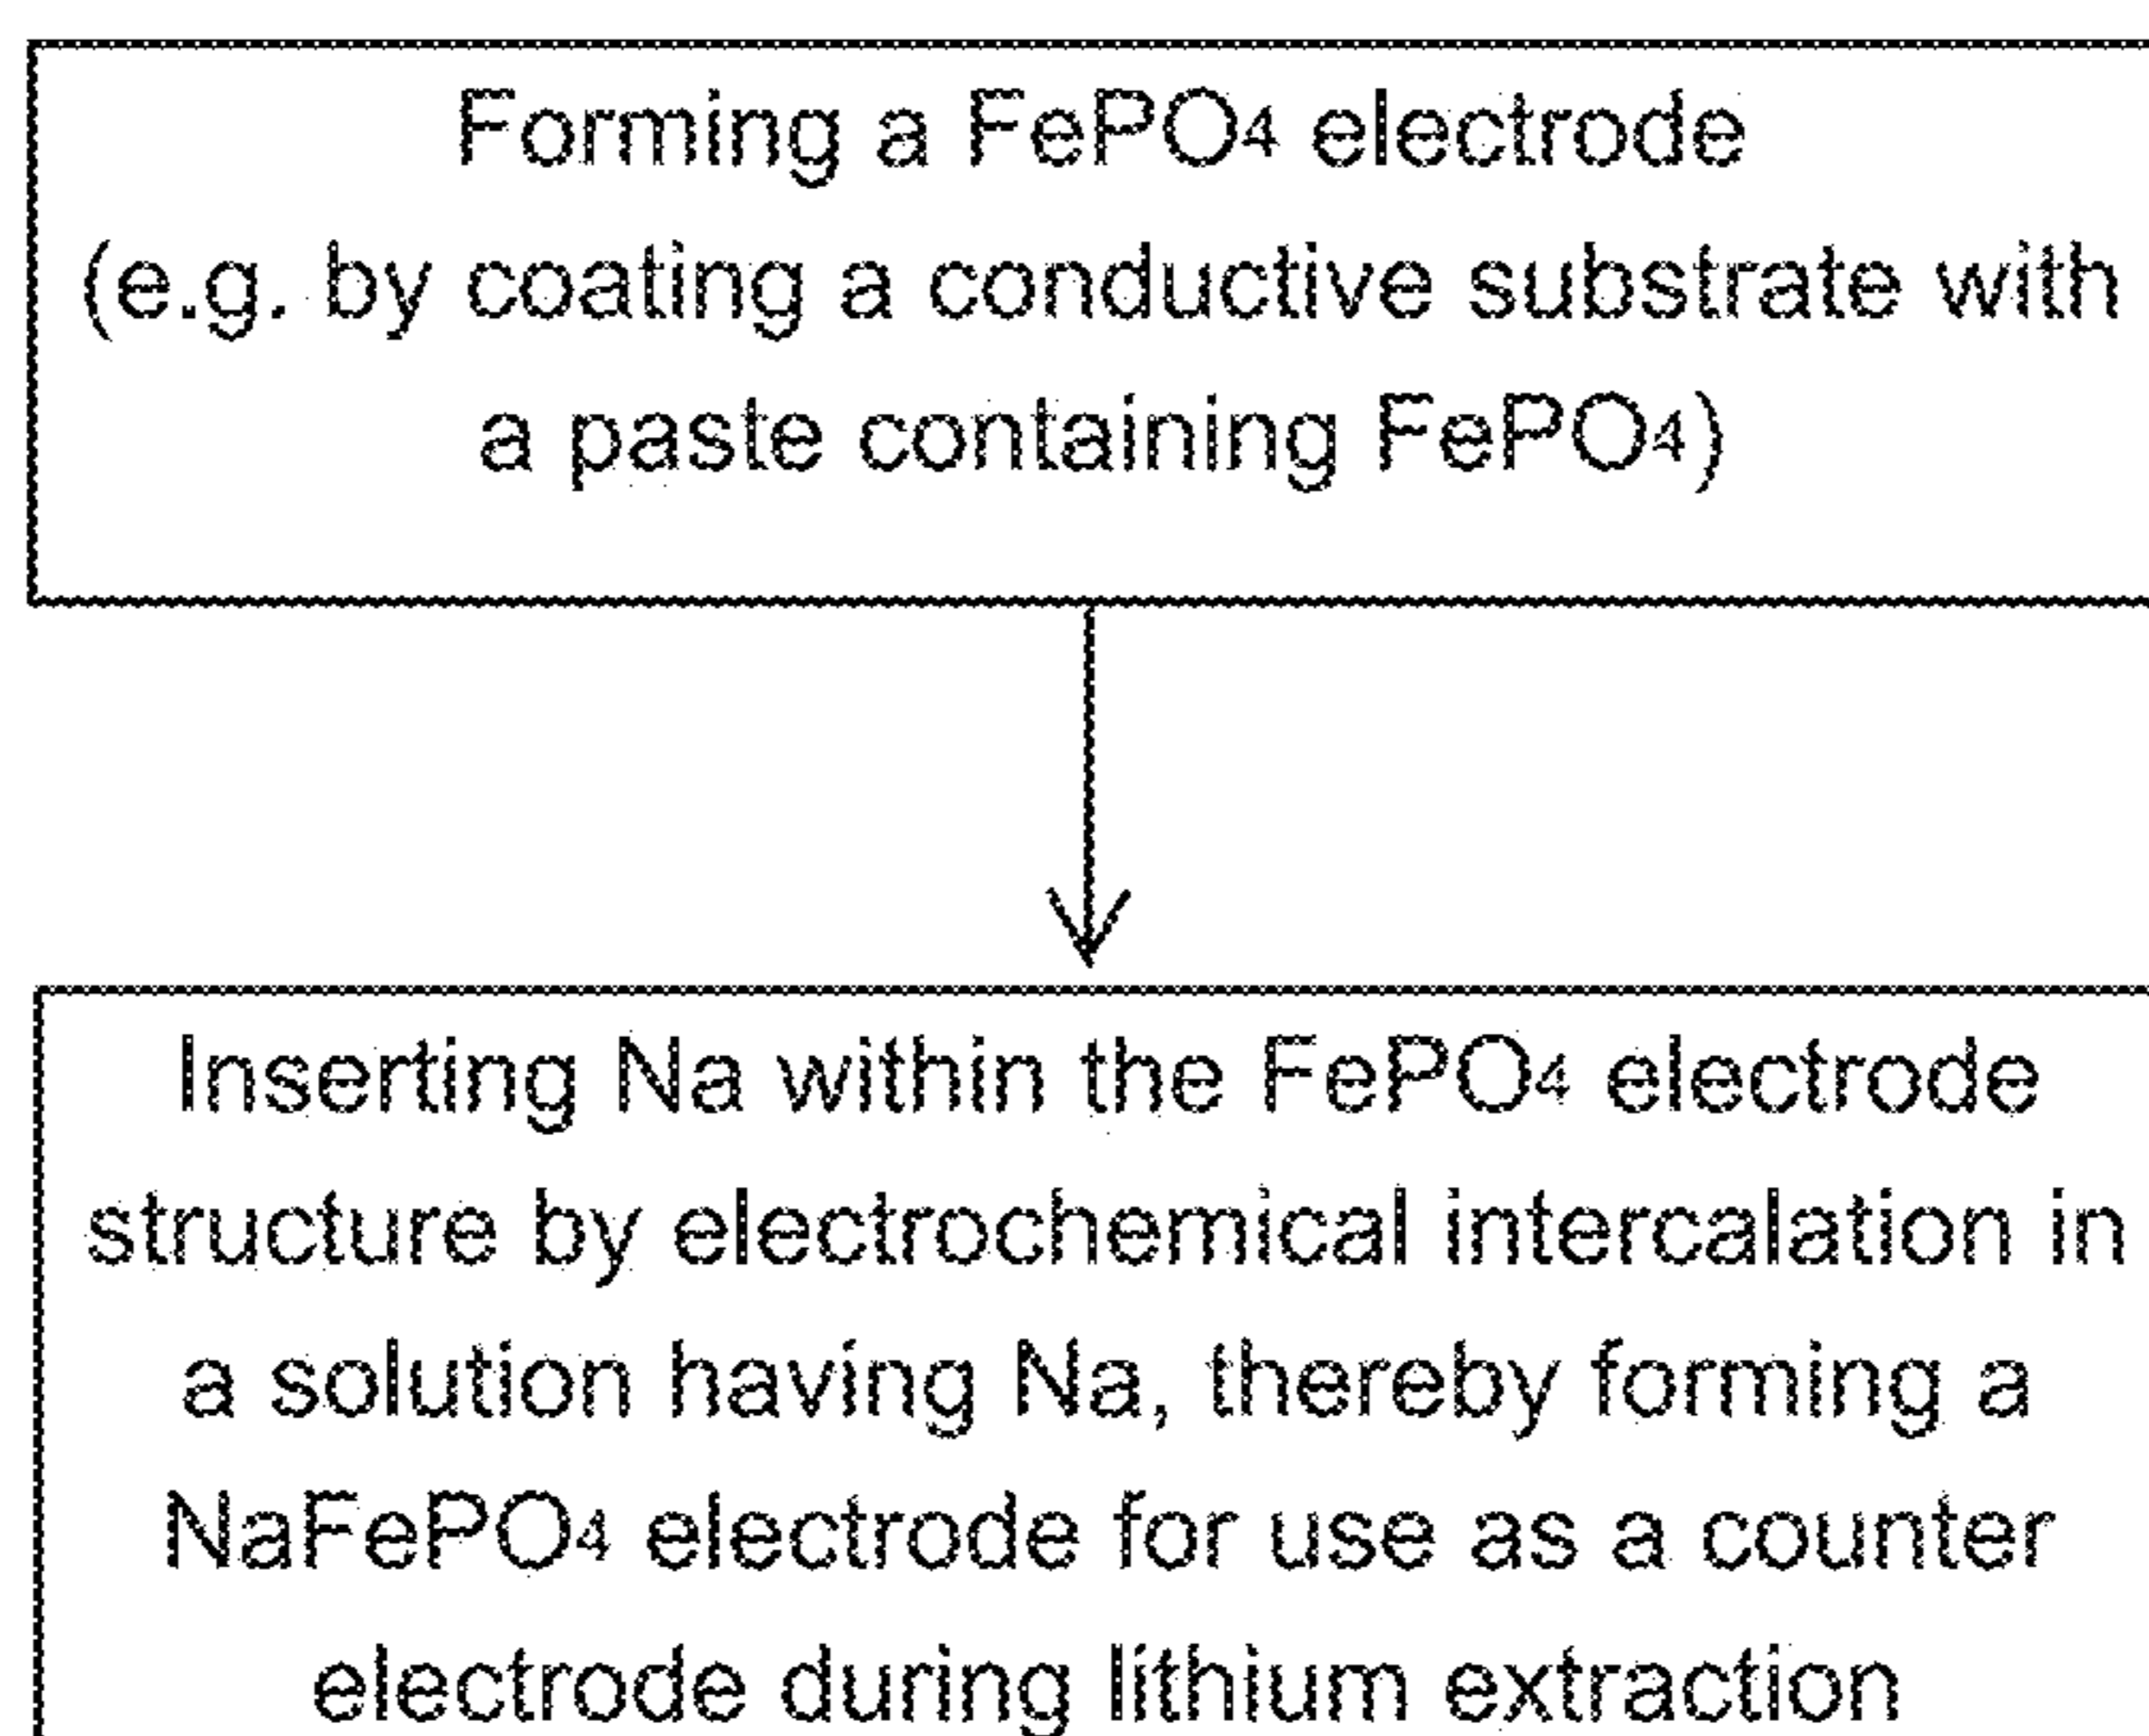 Forming a FePO4 electrode
(e.g. by coating a conductive substrate with
a paste containing FePO4)
Inserting Na within the FePO4 electrode
structure by electrochemical intercalation in
a solution having Na, thereby forming a
NaFePO4 electrode for use as a counter
electrode during lithium extraction